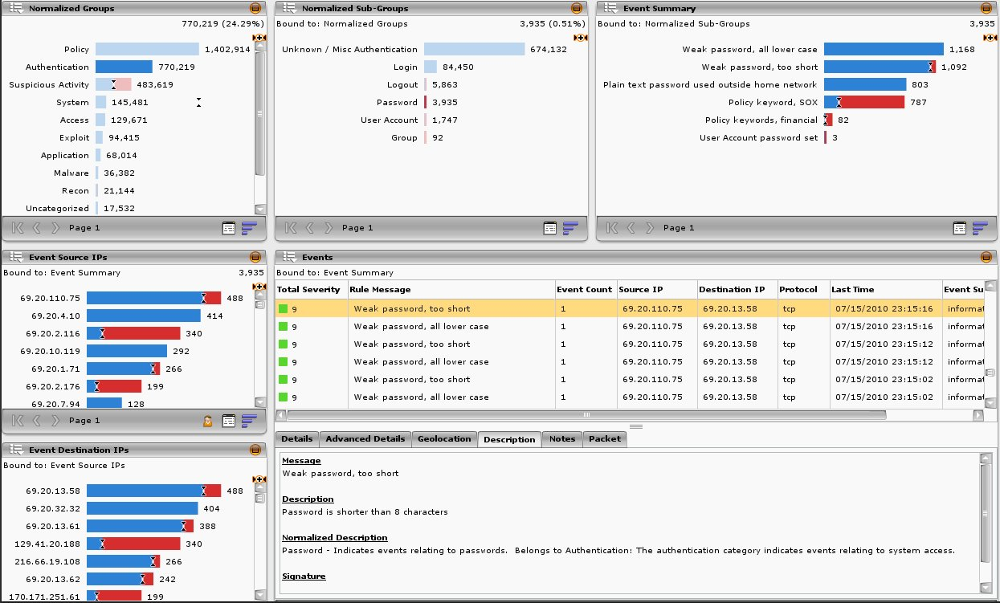 Normalized Groups
770,219 (24.29%)
Policy 1,402,914
Authentication 770,219
Suspicious Activity 483,619
System 145,481
Access 129,671
Exploit 94,415
Application 68,014
Malware 36,382
Recon 21,144
Uncategorized 17,532
Page 1
Normalized Sub-Groups
Bound to: Normalized Groups 3,935 (0.51%)
Unknown / Misc Authentication 674,132
Login 84,450
Logout 5,863
Password 3,935
User Account 1,747
Group 92
Page 1
Event Summary
Bound to: Normalized Sub-Groups 3,935
Weak password, all lower case 1,168
Weak password, too short 1,092
Plain text password used outside home network 803
Policy keyword, SOX 787
Policy keywords, financial 82
User Account password set 3
Page 1
Event Source IPs
Bound to: Event Summary 3,935
69.20.110.75 488
69.20.4.10 414
69.20.2.116 340
69.20.10.119 292
69.20.1.71 266
69.20.2.176 199
69.20.7.94 128
Page 1
Event Destination IPs
Bound to: Event Source IPs
69.20.13.58 488
69.20.32.32 404
69.20.13.61 388
129.41.20.188 340
216.66.19.108 266
69.20.13.62 242
170.171.251.61 199
Events
Bound to: Event Summary
Total Severity Rule Message Event Count Source IP Destination IP Protocol Last Time Event Su
9 Weak password, too short 1 69.20.110.75 69.20.13.58 tcp 07/15/2010 23:15:16 informat
9 Weak password, all lower case 1 69.20.110.75 69.20.13.58 tcp 07/15/2010 23:15:16 informat
9 Weak password, too short 1 69.20.110.75 69.20.13.58 tcp 07/15/2010 23:15:12 informat
9 Weak password, all lower case 1 69.20.110.75 69.20.13.58 tcp 07/15/2010 23:15:12 informat
9 Weak password, too short 1 69.20.110.75 69.20.13.58 tcp 07/15/2010 23:15:02 informat
9 Weak password, all lower case 1 69.20.110.75 69.20.13.58 tcp 07/15/2010 23:15:02 informat
Details Advanced Details Geolocation Description Notes Packet
Message
Weak password, too short
Description
Password is shorter than 8 characters
Normalized Description
Password - Indicates events relating to passwords. Belongs to Authentication: The authentication category indicates events relating to system access.
Signature